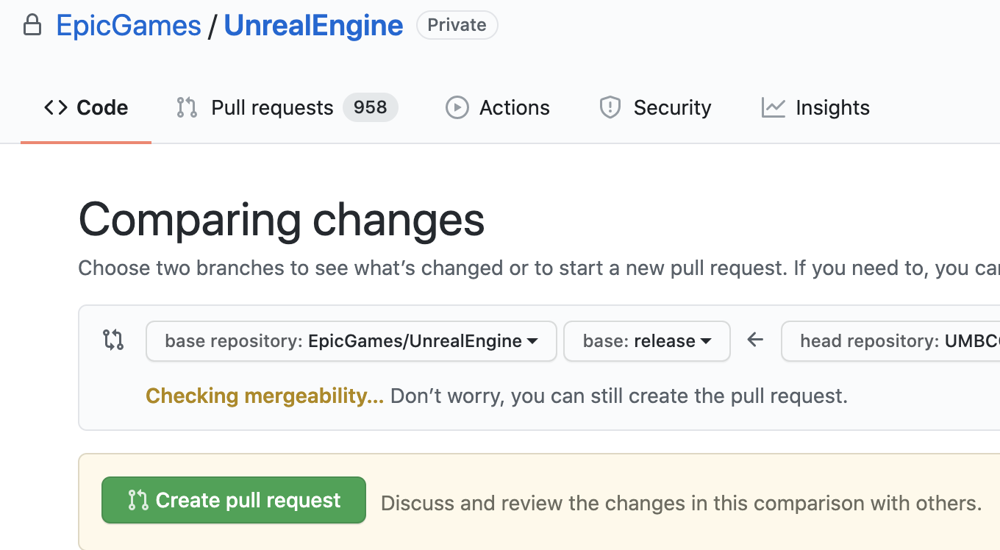 EpicGames / UnrealEngine Private
Code Pull requests 958 Actions Security Insights
Comparing changes
Choose two branches to see what’s changed or to start a new pull request. If you need to, you can
base repository: EpicGames/UnrealEngine base: release ← head repository: UMBC
Checking mergeability... Don’t worry, you can still create the pull request.
Create pull request Discuss and review the changes in this comparison with others.